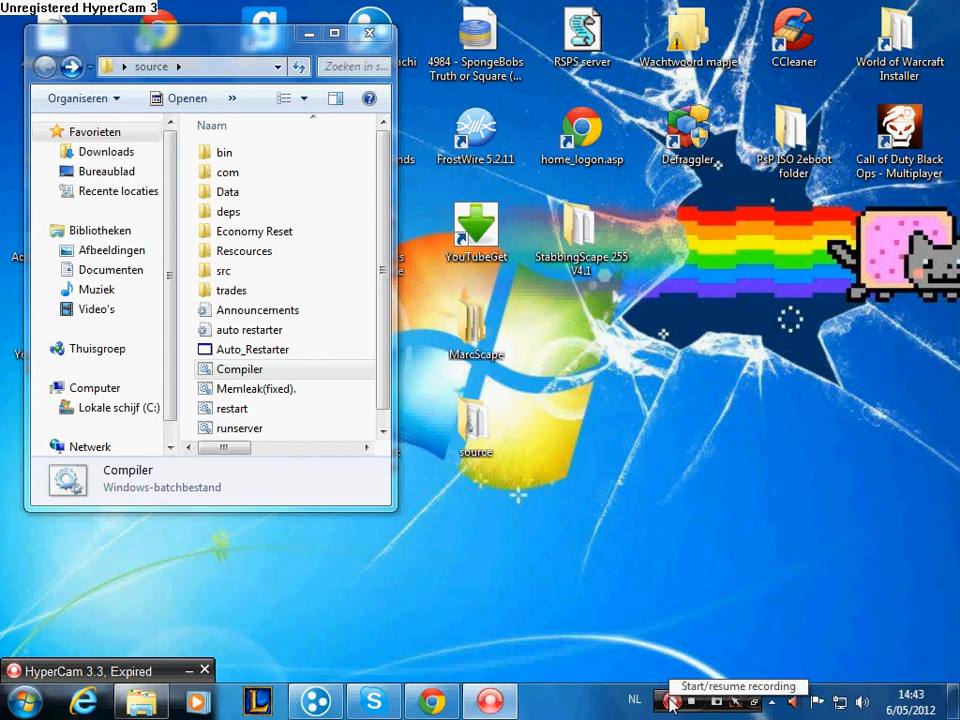 Unregistered HyperCam 3
source
Zoeken in s...
Organiseren
Openen
»
Favorieten
Downloads
Bureaublad
Recente locaties
Bibliotheken
Afbeeldingen
Documenten
Muziek
Video's
Thuisgroep
Computer
Lokale schijf (C:)
Netwerk
Naam
bin
com
Data
deps
Economy Reset
Rescources
src
trades
Announcements
auto restarter
Auto_Restarter
Compiler
Memleak(fixed).
restart
runserver
Compiler
Windows-batchbestand
4984 - SpongeBobs
Truth or Square (...
RSPS server
Wachtwoord mapje
CCleaner
World of Warcraft
Installer
FrostWire 5.2.11
home_logon.asp
Defraggler
PsP ISO 2eboot
folder
Call of Duty Black
Ops - Multiplayer
YouTubeGet
StabbingScape 255
V4.1
MarcScape
source
HyperCam 3.3, Expired
Start/resume recording
NL
14:43
6/05/2012